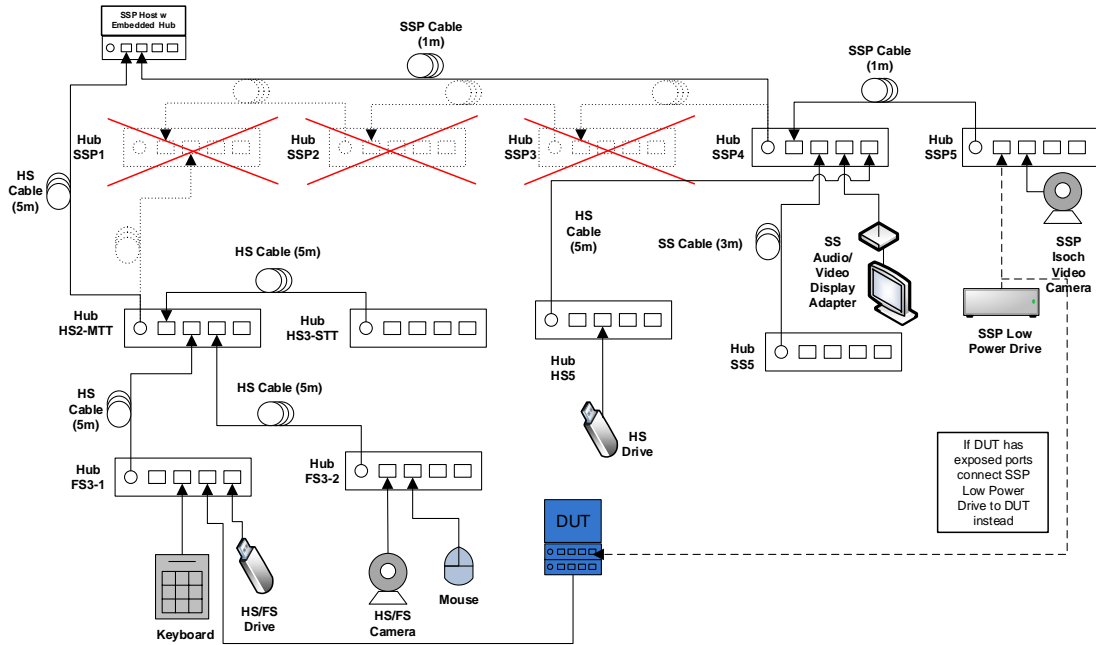 SSP Host w
Embedded Hub
SSP Cable
(1m)
SSP Cable
(1m)
Hub
SSP1
Hub
SSP2
Hub
SSP3
Hub
SSP4
Hub
SSP5
HS
Cable
(5m)
HS Cable (5m)
HS
Cable
(5m)
SS Cable (3m)
SS
Audio/
Video
Display
Adapter
SSP
Isoch
Video
Camera
Hub
HS2-MTT
Hub
HS3-STT
Hub
HS5
Hub
SS5
SSP Low
Power Drive
HS
Cable
(5m)
HS Cable (5m)
HS
Drive
Hub
FS3-1
Hub
FS3-2
If DUT has
exposed ports
connect SSP
Low Power
Drive to DUT
instead
DUT
Keyboard
HS/FS
Drive
HS/FS
Camera
Mouse